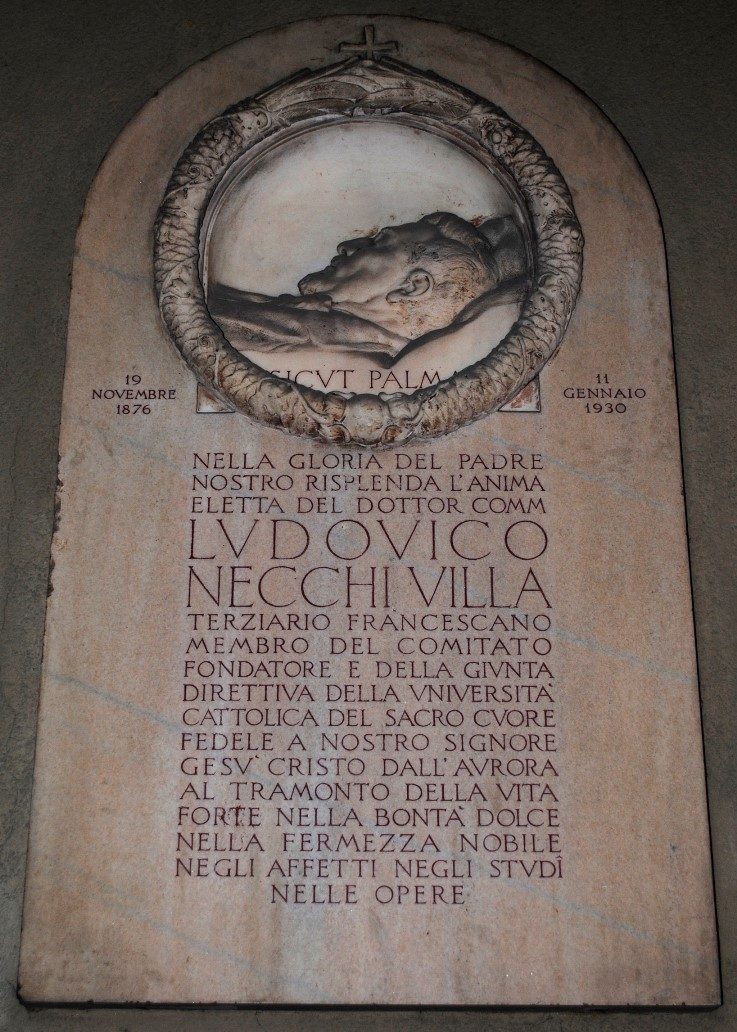 SICVT PALMA
19
NOVEMBRE
1876
11
GENNAIO
1930
NELLA GLORIA DEL PADRE
NOSTRO RISPLENDA L'ANIMA
ELETTA DEL DOTTOR COMM
LVDOVICO
NECCHI VILLA
TERZIARIO FRANCESCANO
MEMBRO DEL COMITATO
FONDATORE E DELLA GIVNTA
DIRETTIVA DELLA VNIVERSITA'
CATTOLICA DEL SACRO CVORE
FEDELE A NOSTRO SIGNORE
GESV' CRISTO DALL'AVRORA
AL TRAMONTO DELLA VITA
FORTE NELLA BONTA' DOLCE
NELLA FERMEZZA NOBILE
NEGLI AFFETTI NEGLI STVDÎ
NELLE OPERE